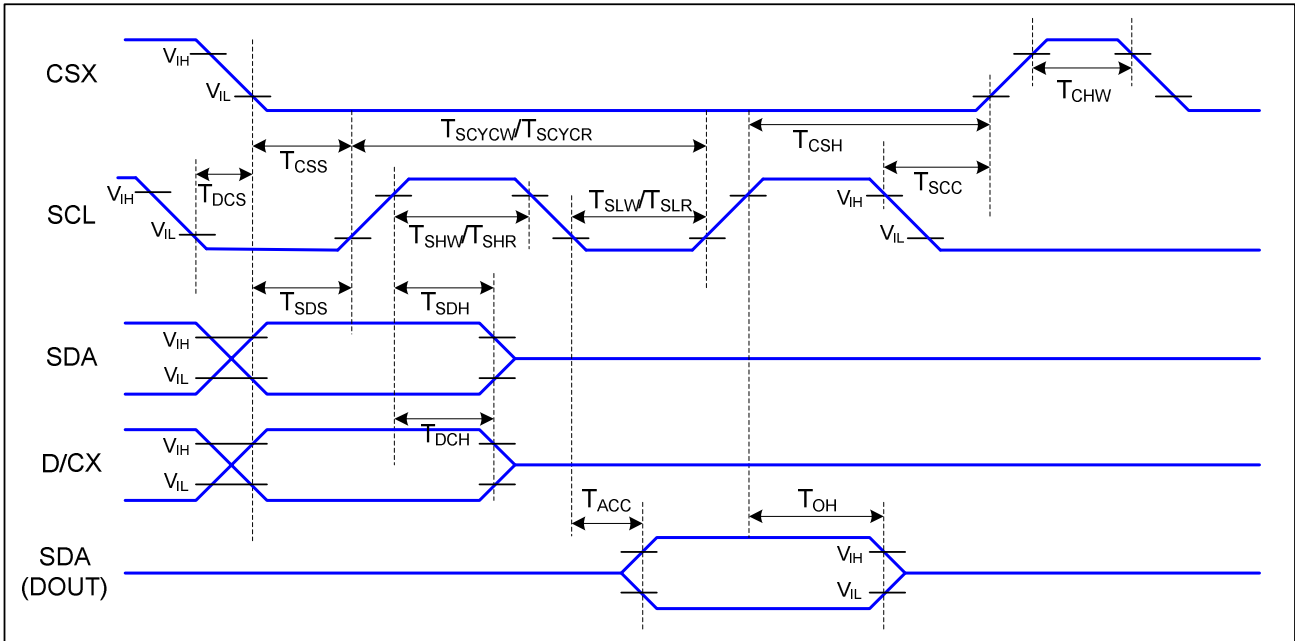 CSX
VIH
VIL
TCHW
TSCYCW/TSCYCR
TCSH
TCSS
TDCS
TSCC
SCL
VIH
VIL
TSHW/TSHR
TSLW/TSLR
VIH
VIL
TSDS
TSDH
SDA
VIH
VIL
TDCH
D/CX
VIH
VIL
TACC
TOH
SDA
(DOUT)
VIH
VIL